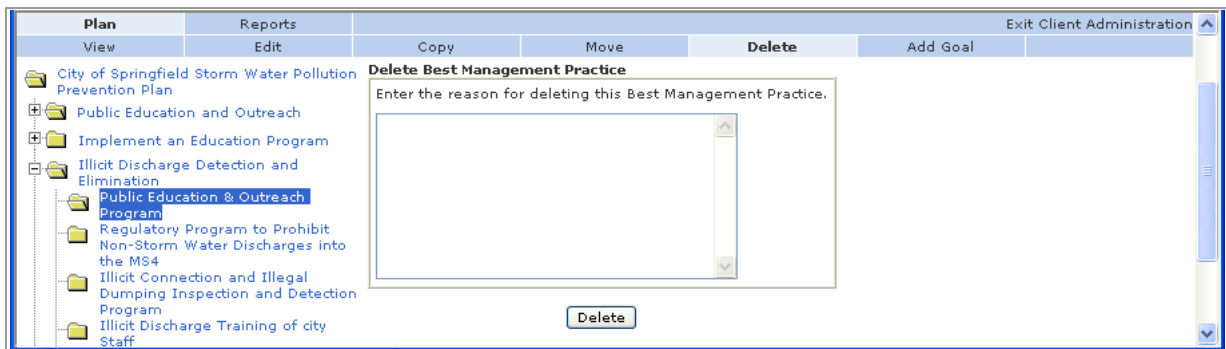 Plan Reports Exit Client Administration
View Edit Copy Move Delete Add Goal
City of Springfield Storm Water Pollution
Prevention Plan
Public Education and Outreach
Implement an Education Program
Illicit Discharge Detection and
Elimination
Public Education & Outreach
Program
Regulatory Program to Prohibit
Non-Storm Water Discharges into
the MS4
Illicit Connection and Illegal
Dumping Inspection and Detection
Program
Illicit Discharge Training of city
Staff
Delete Best Management Practice
Enter the reason for deleting this Best Management Practice.
Delete